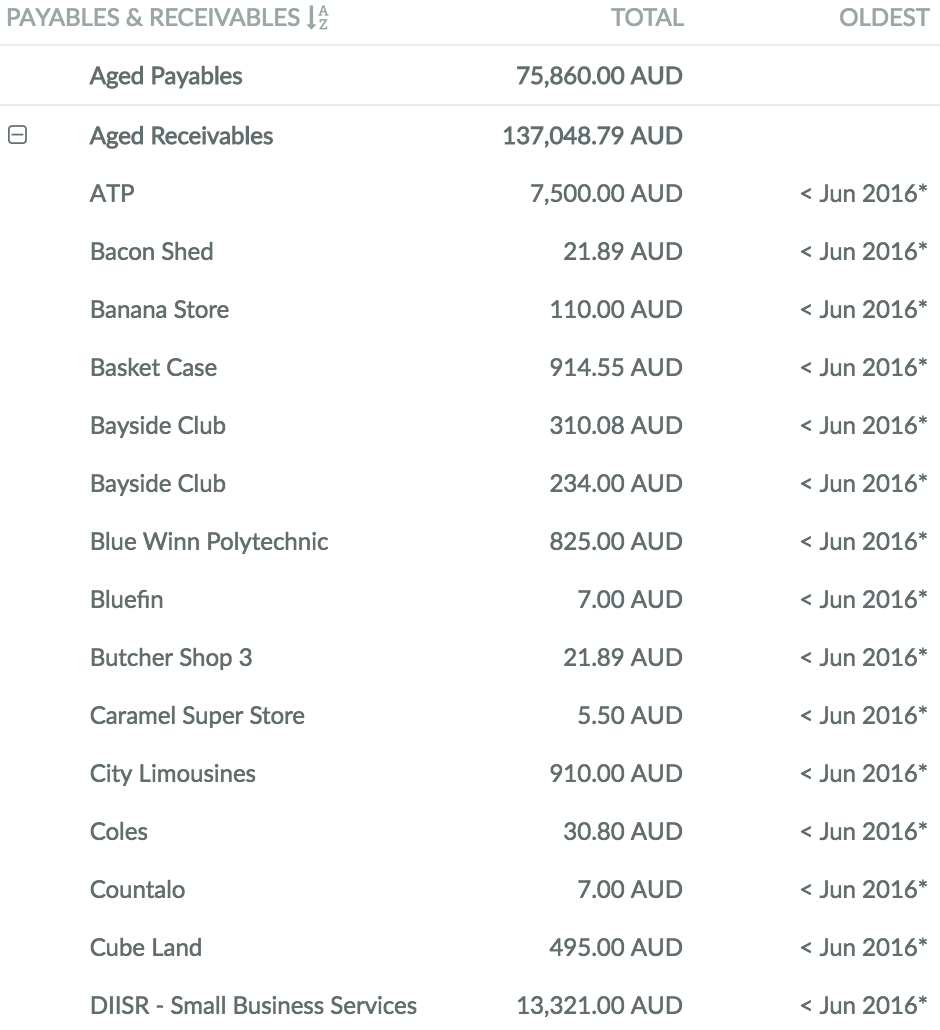 PAYABLES & RECEIVABLES AZ TOTAL OLDEST
Aged Payables 75,860.00 AUD
Aged Receivables 137,048.79 AUD
ATP 7,500.00 AUD < Jun 2016*
Bacon Shed 21.89 AUD < Jun 2016*
Banana Store 110.00 AUD < Jun 2016*
Basket Case 914.55 AUD < Jun 2016*
Bayside Club 310.08 AUD < Jun 2016*
Bayside Club 234.00 AUD < Jun 2016*
Blue Winn Polytechnic 825.00 AUD < Jun 2016*
Bluefin 7.00 AUD < Jun 2016*
Butcher Shop 3 21.89 AUD < Jun 2016*
Caramel Super Store 5.50 AUD < Jun 2016*
City Limousines 910.00 AUD < Jun 2016*
Coles 30.80 AUD < Jun 2016*
Countalo 7.00 AUD < Jun 2016*
Cube Land 495.00 AUD < Jun 2016*
DIISR - Small Business Services 13,321.00 AUD < Jun 2016*